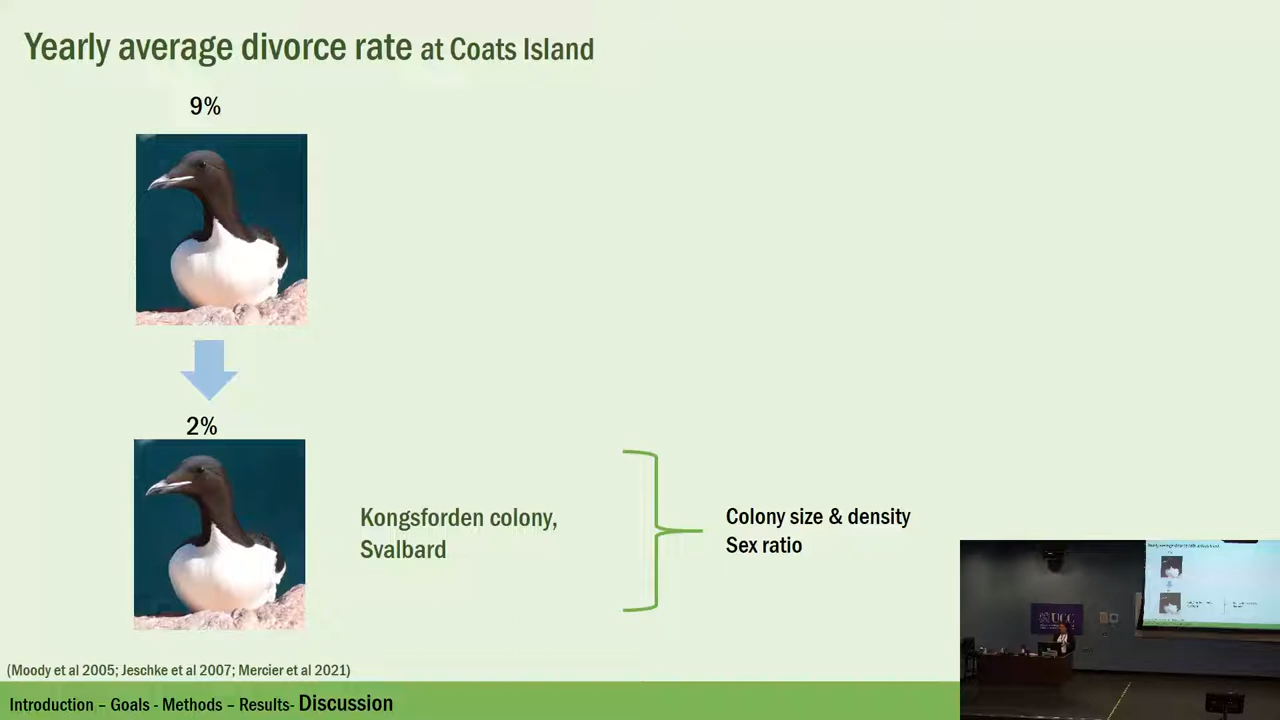 Yearly average divorce rate at Coats Island
9%
2%
Kongsforden colony,
Svalbard
Colony size & density
Sex ratio
(Moody et al 2005; Jeschke et al 2007; Mercier et al 2021)
Introduction – Goals - Methods – Results- Discussion
UCC